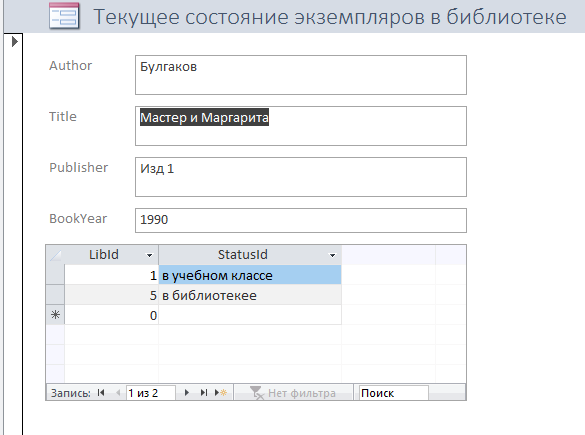 Текущее состояние экземпляров в библиотеке
Author Булгаков
Title Мастер и Маргарита
Publisher Изд 1
BookYear 1990
LibId StatusId
1 в учебном классе
5 в библиотекее
0
Запись: 1 из 2 Нет фильтра Поиск